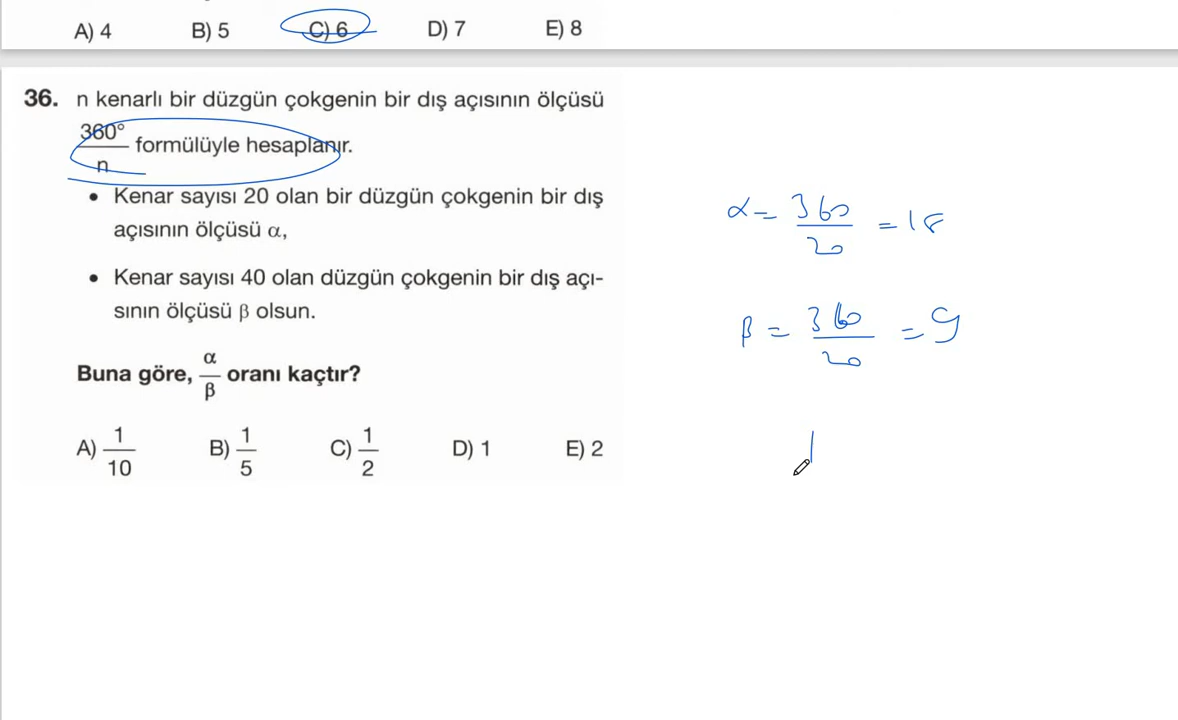 A) 4 B) 5 C) 6 D) 7 E) 8
36. n kenarlı bir düzgün çokgenin bir dış açısının ölçüsü
360°/n formülüyle hesaplanır.
• Kenar sayısı 20 olan bir düzgün çokgenin bir dış
açısının ölçüsü α,
• Kenar sayısı 40 olan düzgün çokgenin bir dış açı-
sının ölçüsü β olsun.
Buna göre, α/β oranı kaçtır?
A) 1/10 B) 1/5 C) 1/2 D) 1 E) 2
α = 360/20 = 18
β = 360/20 = 9